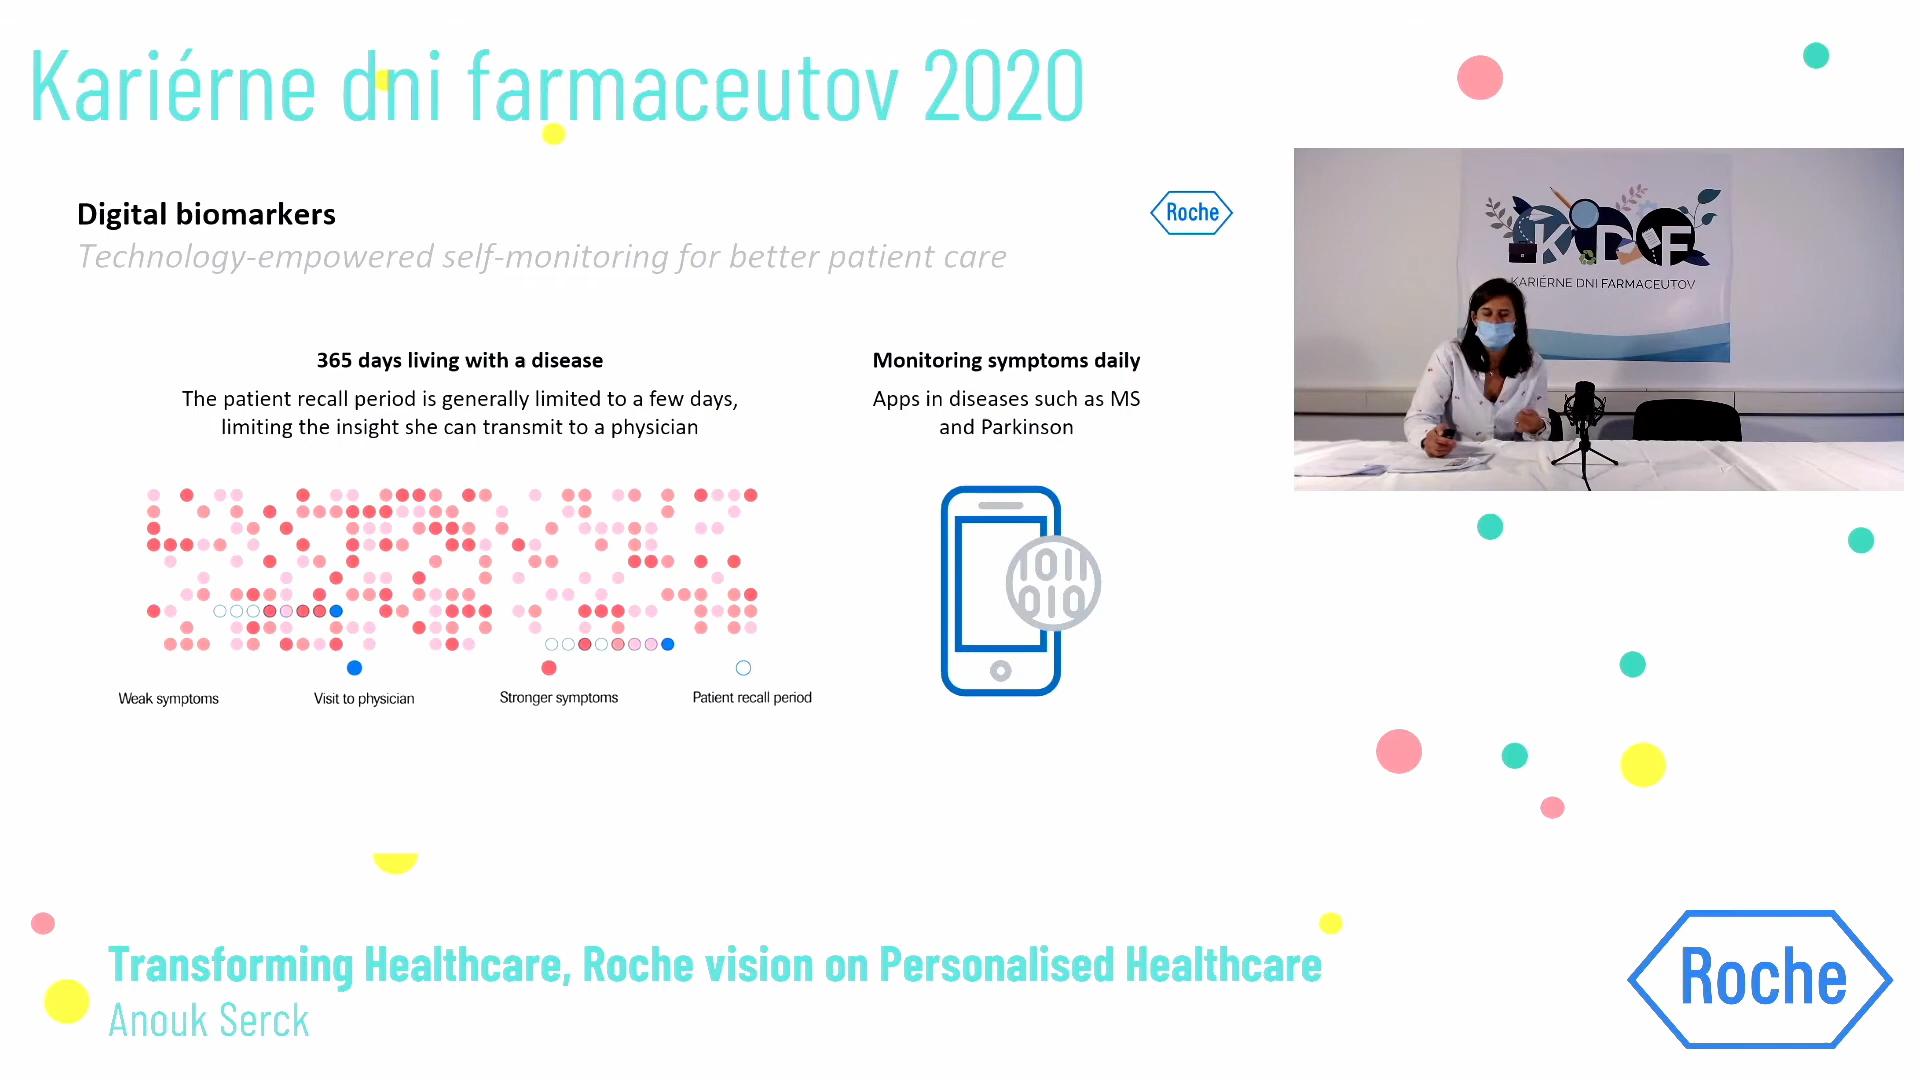 Kariérne dni farmaceutov 2020
Digital biomarkers
Technology-empowered self-monitoring for better patient care
Roche
365 days living with a disease
The patient recall period is generally limited to a few days,
limiting the insight she can transmit to a physician
Monitoring symptoms daily
Apps in diseases such as MS
and Parkinson
1011
010
Weak symptoms
Visit to physician
Stronger symptoms
Patient recall period
KDF
KARIÉRNE DNI FARMACEUTOV
Transforming Healthcare, Roche vision on Personalised Healthcare
Anouk Serck
Roche